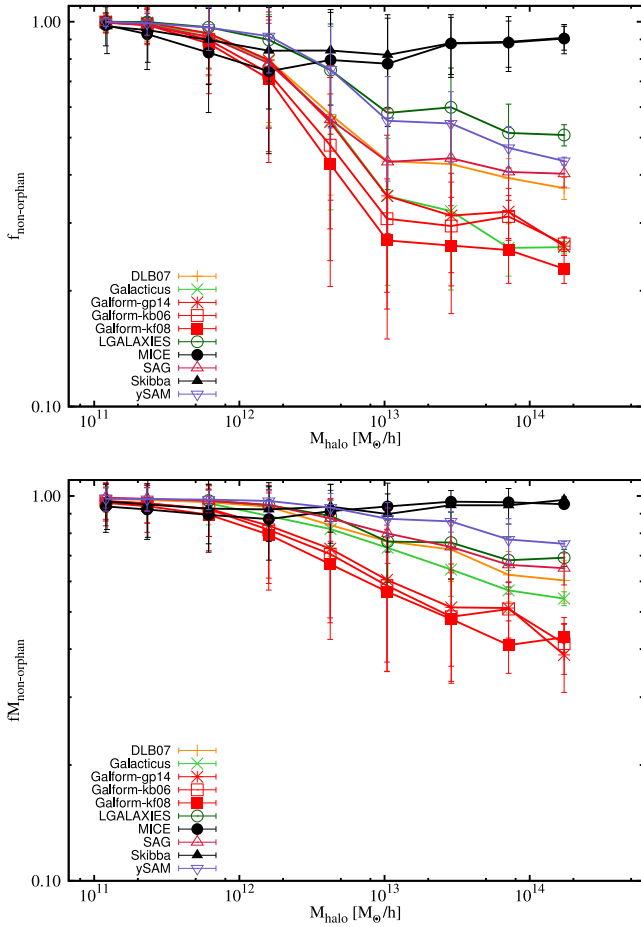 1.00
f_non-orphan
DLB07
Galacticus
Galform-gp14
Galform-kb06
Galform-kf08
LGALAXIES
MICE
SAG
Skibba
ySAM
0.10
10^11 10^12 10^13 10^14
M_halo [M_⊙/h]
1.00
fM_non-orphan
DLB07
Galacticus
Galform-gp14
Galform-kb06
Galform-kf08
LGALAXIES
MICE
SAG
Skibba
ySAM
0.10
10^11 10^12 10^13 10^14
M_halo [M_⊙/h]